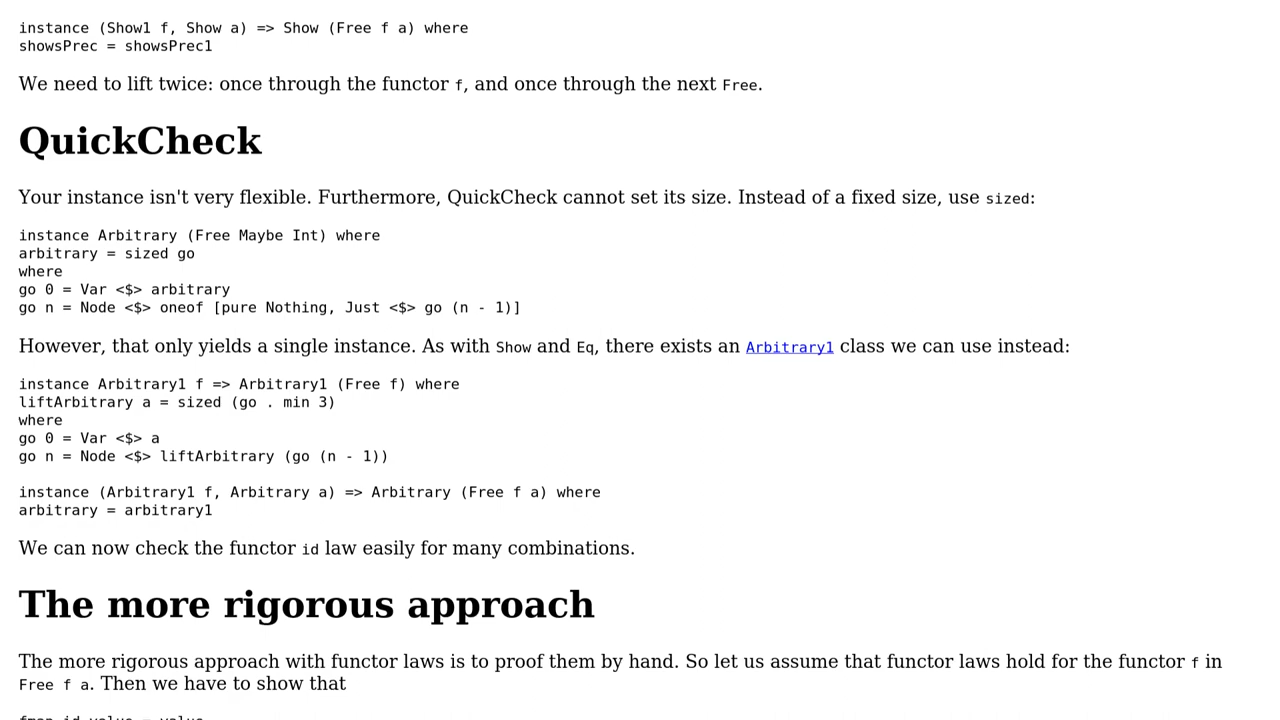 instance (Show1 f, Show a) => Show (Free f a) where
showsPrec = showsPrec1
We need to lift twice: once through the functor f, and once through the next Free.
QuickCheck
Your instance isn't very flexible. Furthermore, QuickCheck cannot set its size. Instead of a fixed size, use sized:
instance Arbitrary (Free Maybe Int) where
arbitrary = sized go
where
go 0 = Var <$> arbitrary
go n = Node <$> oneof [pure Nothing, Just <$> go (n - 1)]
However, that only yields a single instance. As with Show and Eq, there exists an Arbitrary1 class we can use instead:
instance Arbitrary1 f => Arbitrary1 (Free f) where
liftArbitrary a = sized (go . min 3)
where
go 0 = Var <$> a
go n = Node <$> liftArbitrary (go (n - 1))
instance (Arbitrary1 f, Arbitrary a) => Arbitrary (Free f a) where
arbitrary = arbitrary1
We can now check the functor id law easily for many combinations.
The more rigorous approach
The more rigorous approach with functor laws is to proof them by hand. So let us assume that functor laws hold for the functor f in
Free f a. Then we have to show that